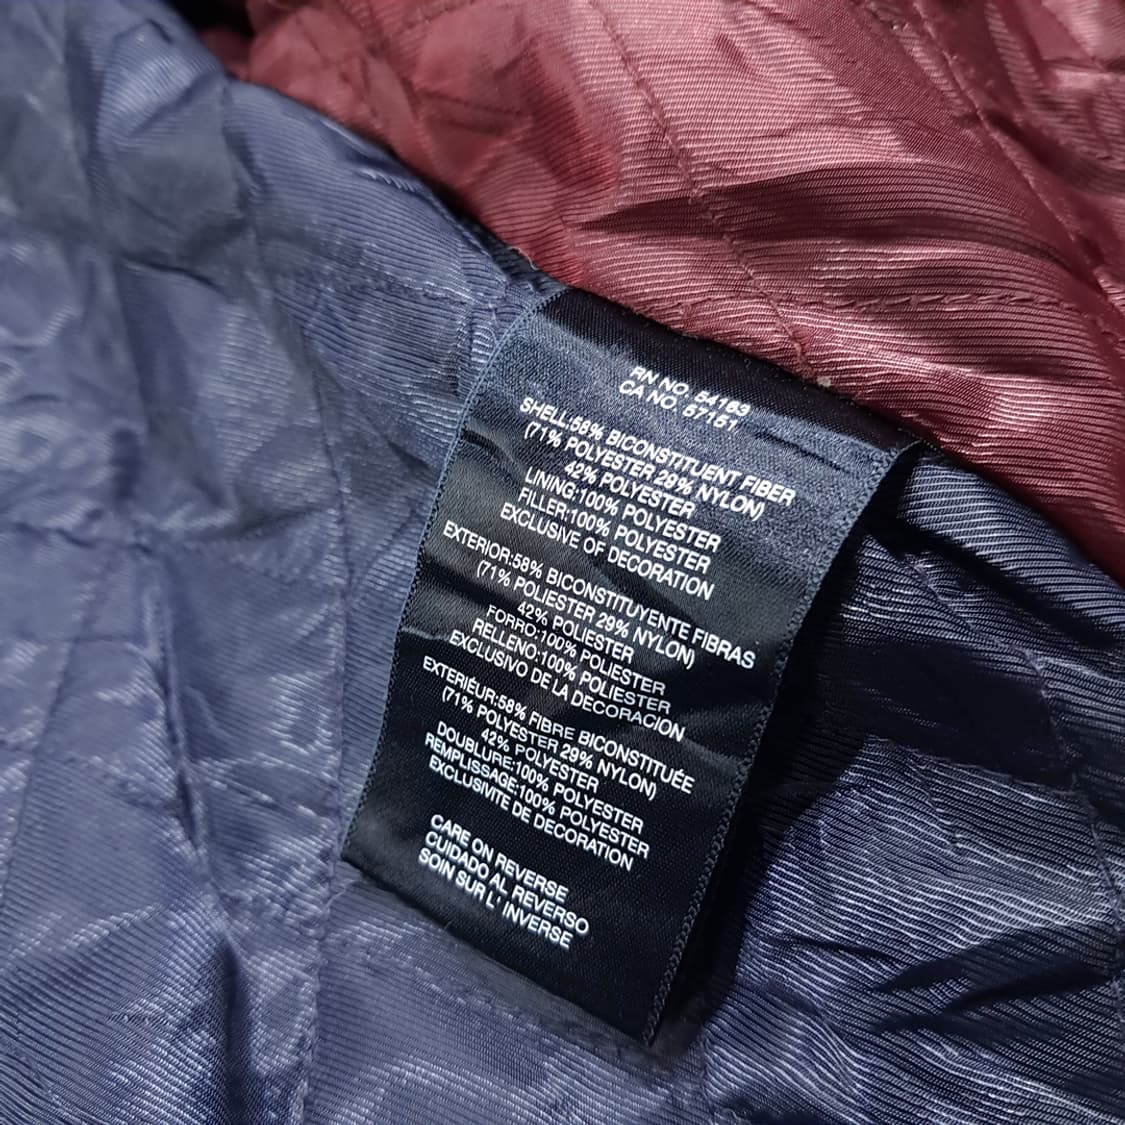 RN NO. 54163
CA NO. 57151
SHELL:58% BICONSTITUENT FIBER
(71% POLYESTER 29% NYLON)
42% POLYESTER
LINING:100% POLYESTER
FILLER:100% POLYESTER
EXCLUSIVE OF DECORATION
EXTERIOR:58% BICONSTITUYENTE FIBRAS
(71% POLIESTER 29% NYLON)
42% POLIESTER
FORRO:100% POLIESTER
RELLENO:100% POLIESTER
EXCLUSIVO DE LA DECORACION
EXTERIÉUR:58% FIBRE BICONSTITUÉE
(71% POLYESTER 29% NYLON)
42% POLYESTER
DOUBLURE:100% POLYESTER
REMPLISSAGE:100% POLYESTER
EXCLUSIVITE DE DECORATION
CARE ON REVERSE
CUIDADO AL REVERSO
SOIN SUR L' INVERSE